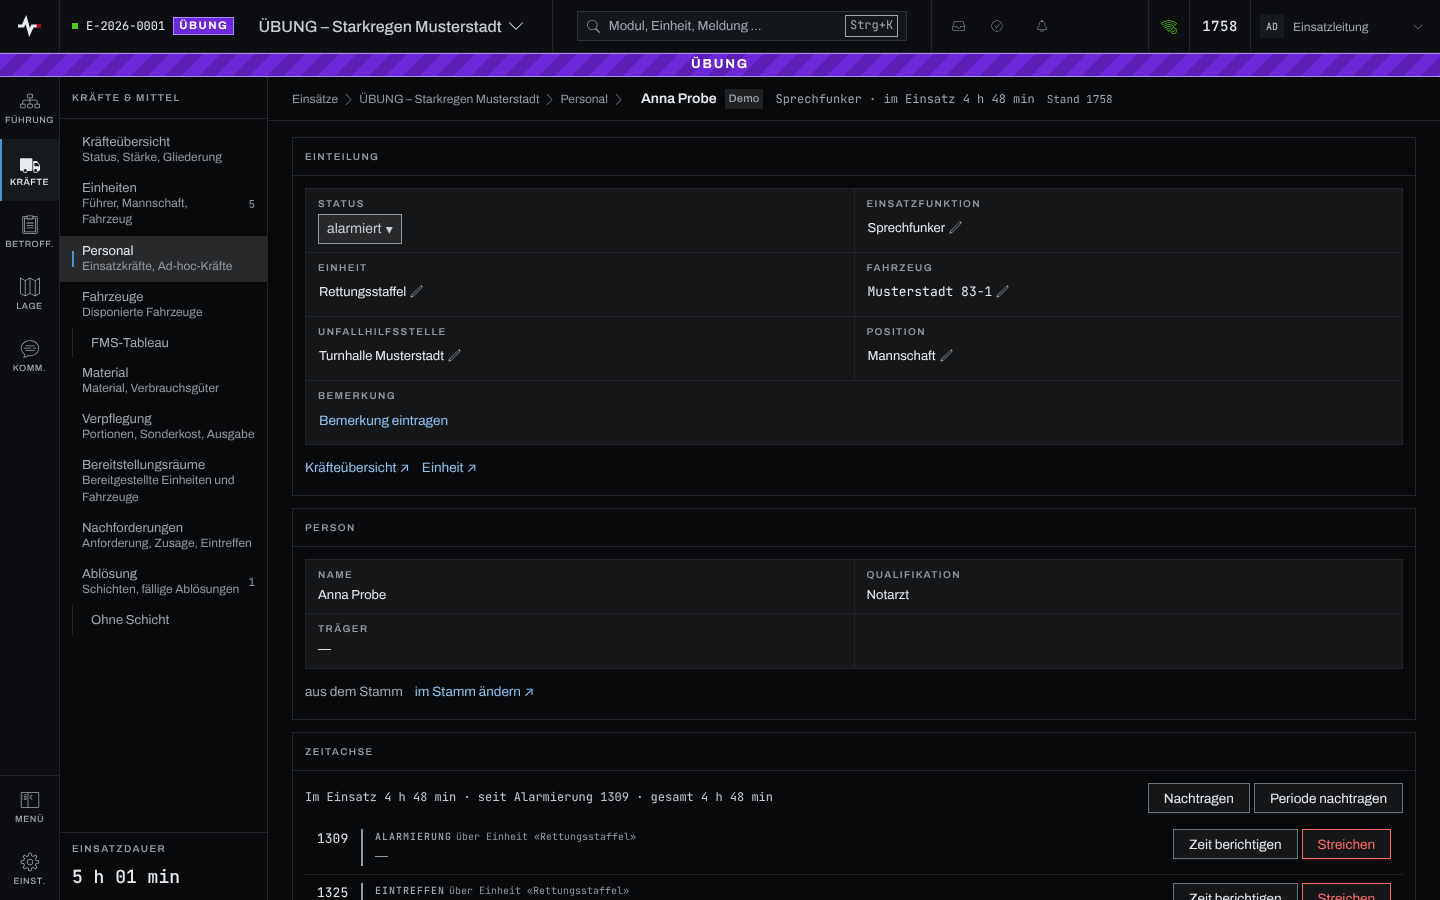 E-2026-0001 ÜBUNG ÜBUNG – Starkregen Musterstadt Modul, Einheit, Meldung ... Strg+K 1758 AD Einsatzleitung
ÜBUNG
FÜHRUNG
KRÄFTE
BETROFF.
LAGE
KOMM.
MENÜ
EINST.
KRÄFTE & MITTEL
Kräfteübersicht
Status, Stärke, Gliederung
Einheiten
Führer, Mannschaft,
Fahrzeug
5
Personal
Einsatzkräfte, Ad-hoc-Kräfte
Fahrzeuge
Disponierte Fahrzeuge
FMS-Tableau
Material
Material, Verbrauchsgüter
Verpflegung
Portionen, Sonderkost, Ausgabe
Bereitstellungsräume
Bereitgestellte Einheiten und
Fahrzeuge
Nachforderungen
Anforderung, Zusage, Eintreffen
Ablösung
Schichten, fällige Ablösungen
1
Ohne Schicht
EINSATZDAUER
5 h 01 min
Einsätze > ÜBUNG – Starkregen Musterstadt > Personal > Anna Probe Demo Sprechfunker · im Einsatz 4 h 48 min Stand 1758
EINTEILUNG
STATUS
alarmiert ▾
EINSATZFUNKTION
Sprechfunker
EINHEIT
Rettungsstaffel
FAHRZEUG
Musterstadt 83-1
UNFALLHILFSSTELLE
Turnhalle Musterstadt
POSITION
Mannschaft
BEMERKUNG
Bemerkung eintragen
Kräfteübersicht ↗ Einheit ↗
PERSON
NAME
Anna Probe
QUALIFIKATION
Notarzt
TRÄGER
—
aus dem Stamm im Stamm ändern ↗
ZEITACHSE
Im Einsatz 4 h 48 min · seit Alarmierung 1309 · gesamt 4 h 48 min Nachtragen Periode nachtragen
1309 ALARMIERUNG über Einheit «Rettungsstaffel» Zeit berichtigen Streichen
—
1325 EINTREFFEN über Einheit «Rettungsstaffel» Zeit berichtigen Streichen